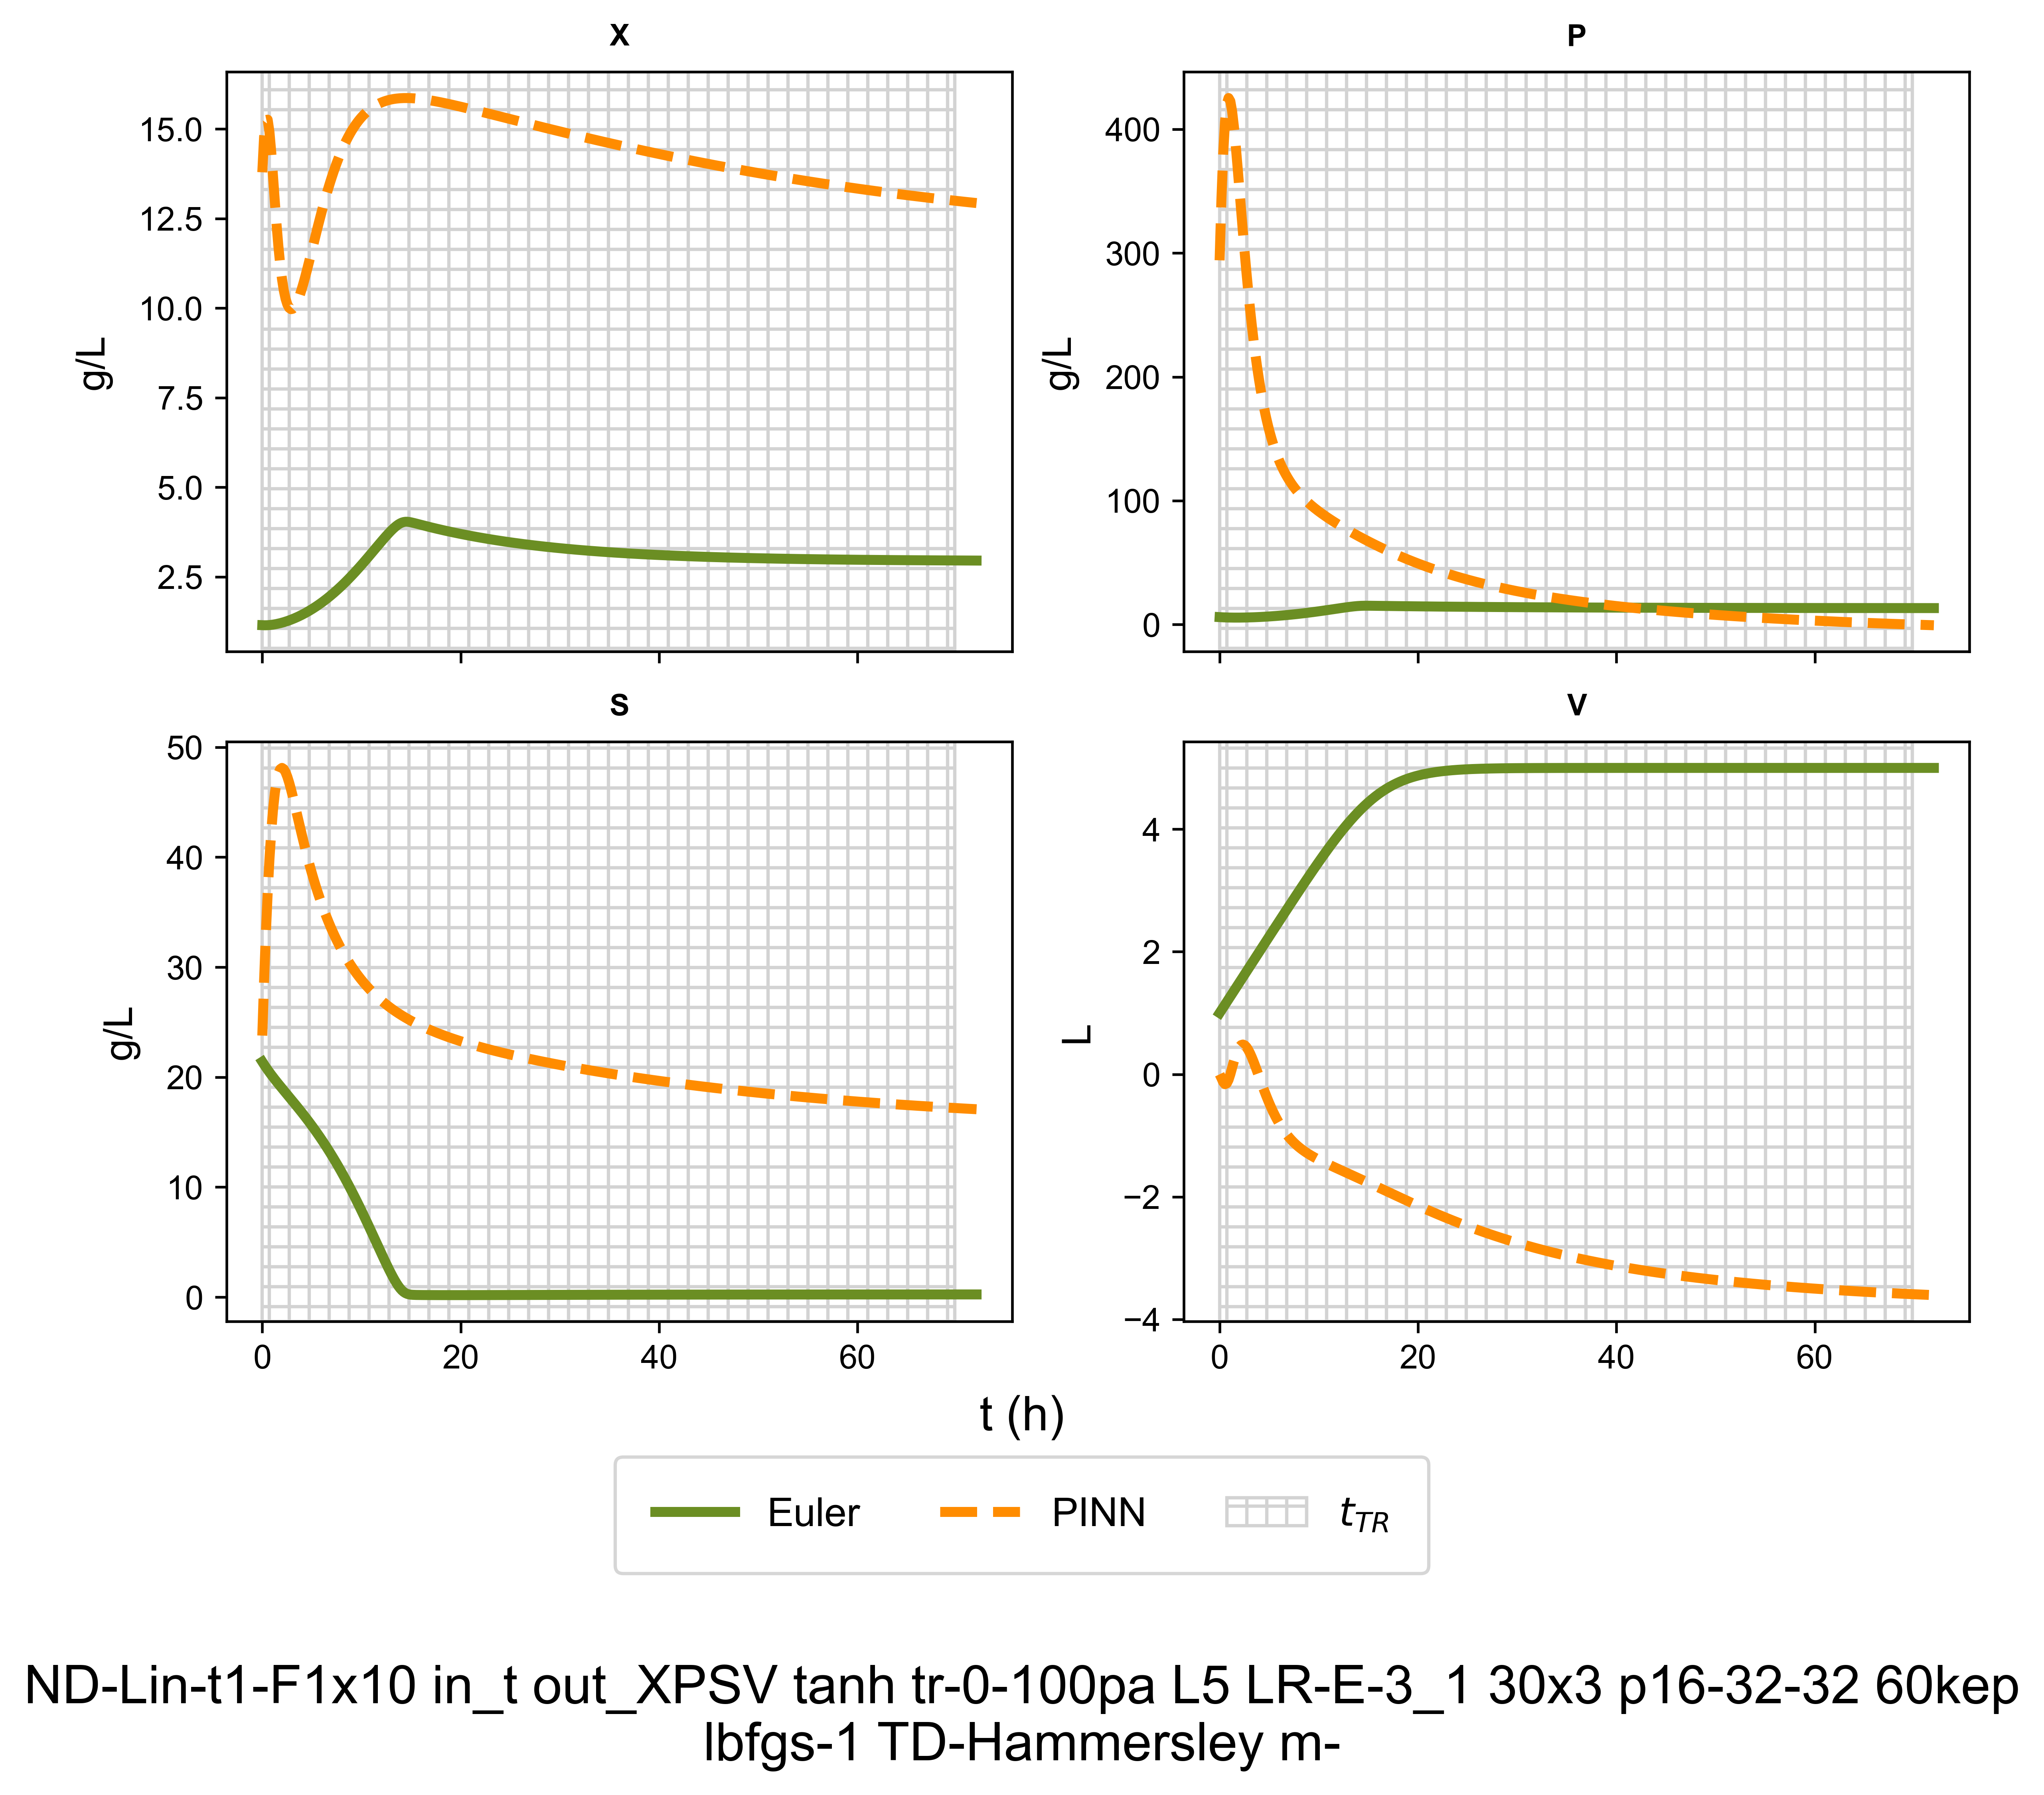 X
P
15.0
12.5
10.0
7.5
5.0
2.5
g/L
400
300
200
100
0
g/L
S
V
50
40
30
20
10
0
g/L
4
2
0
−2
−4
L
0 20 40 60
0 20 40 60
t (h)
Euler PINN t_TR
ND-Lin-t1-F1x10 in_t out_XPSV tanh tr-0-100pa L5 LR-E-3_1 30x3 p16-32-32 60kep
lbfgs-1 TD-Hammersley m-